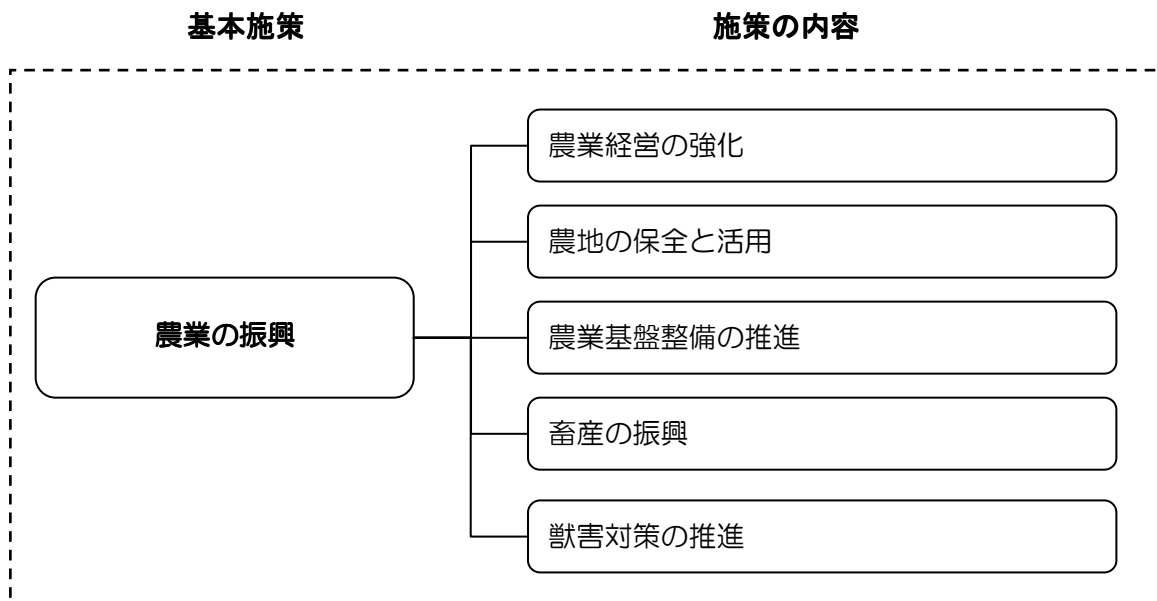 基本施策
施策の内容
農業の振興
農業経営の強化
農地の保全と活用
農業基盤整備の推進
畜産の振興
獣害対策の推進